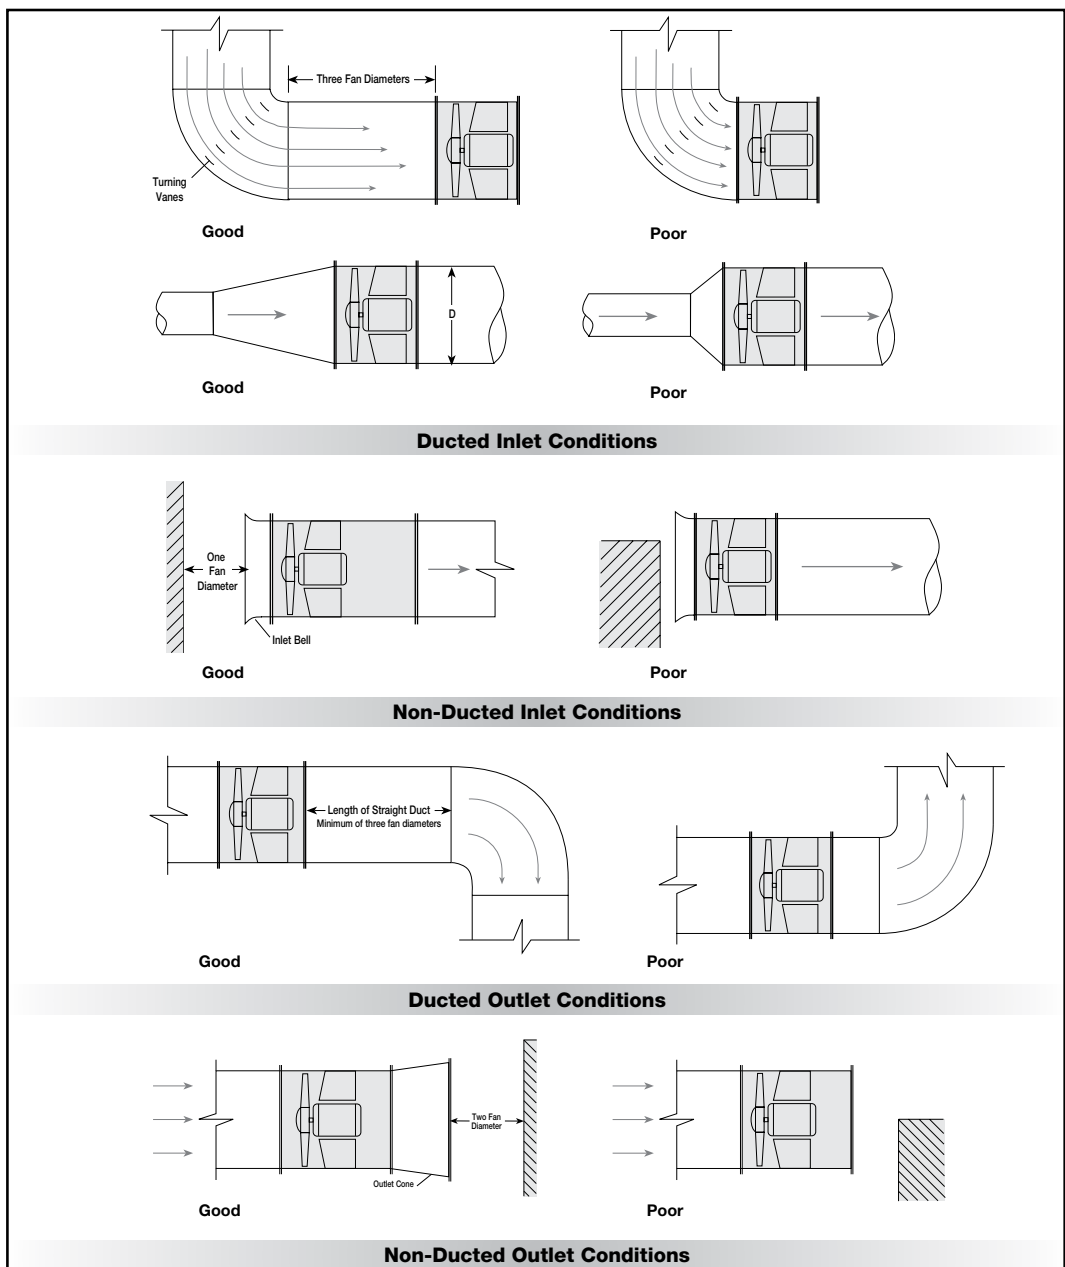 Three Fan Diameters
Turning
Vanes
Good
Poor
D
Good
Poor
Ducted Inlet Conditions
One
Fan
Diameter
Inlet Bell
Good
Poor
Non-Ducted Inlet Conditions
Length of Straight Duct
Minimum of three fan diameters
Good
Poor
Ducted Outlet Conditions
Two Fan
Diameter
Outlet Cone
Good
Poor
Non-Ducted Outlet Conditions